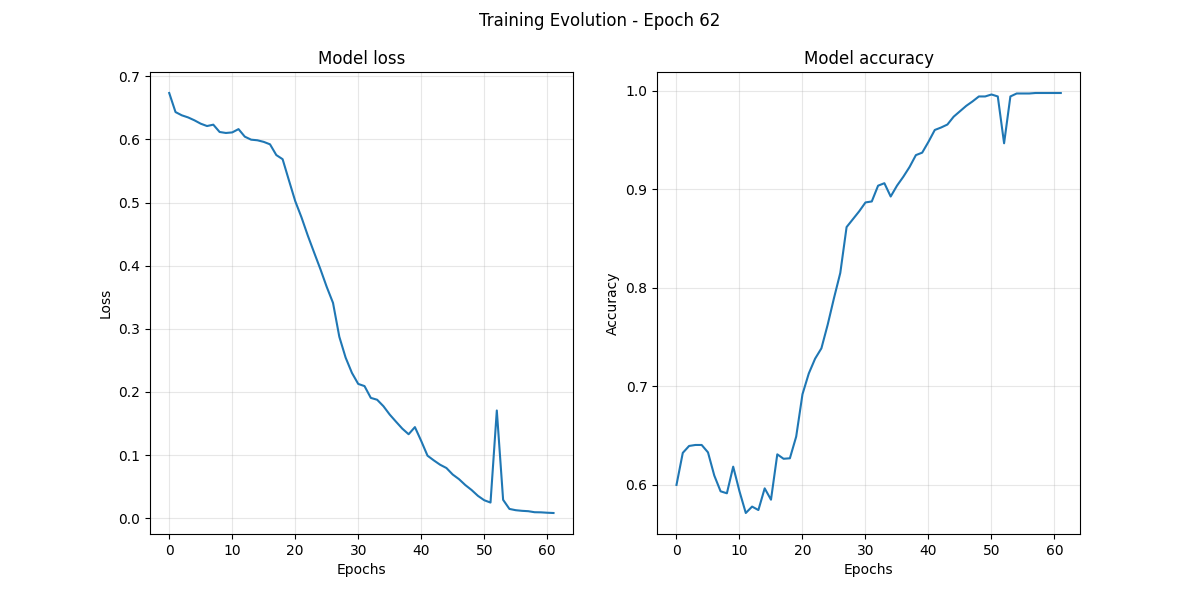 Training Evolution - Epoch 62
Model loss
0.7
0.6
0.5
0.4
0.3
0.2
0.1
0.0
Loss
0 10 20 30 40 50 60
Epochs
Model accuracy
1.0
0.9
0.8
0.7
0.6
Accuracy
0 10 20 30 40 50 60
Epochs